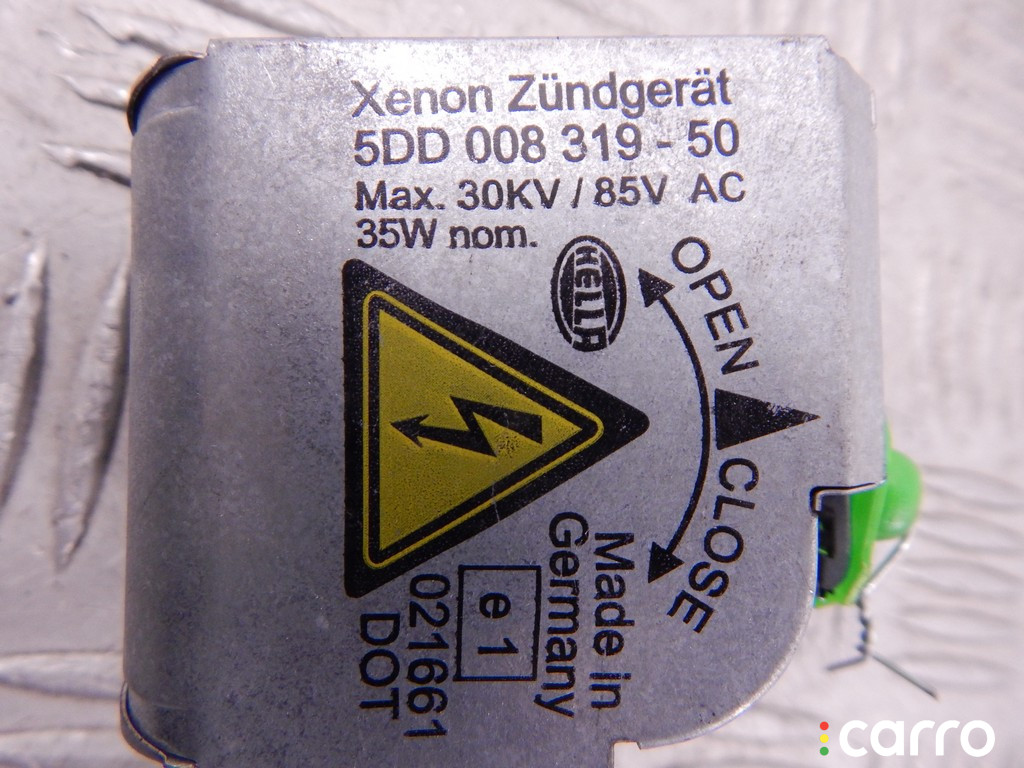 Xenon Zündgerät
5DD 008 319 - 50
Max. 30KV / 85V AC
35W nom.
HELLA
OPEN
CLOSE
Made in
Germany
e 1
021661
DOT
carro